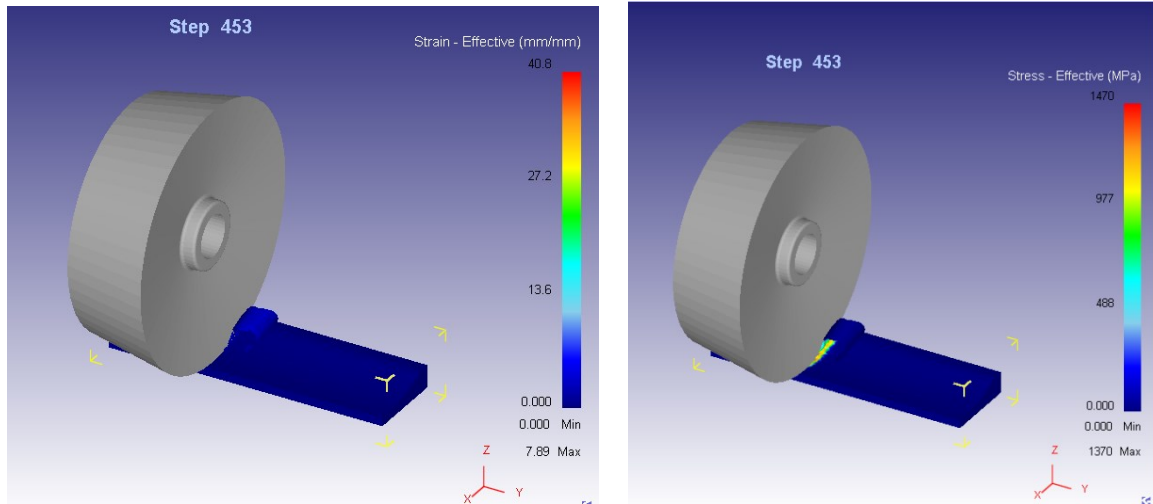 Step 453
Strain - Effective (mm/mm)
40.8
27.2
13.6
0.000
0.000 Min
7.89 Max
Z
X
Y
Step 453
Stress - Effective (MPa)
1470
977
488
0.000
0.000 Min
1370 Max
Z
X
Y